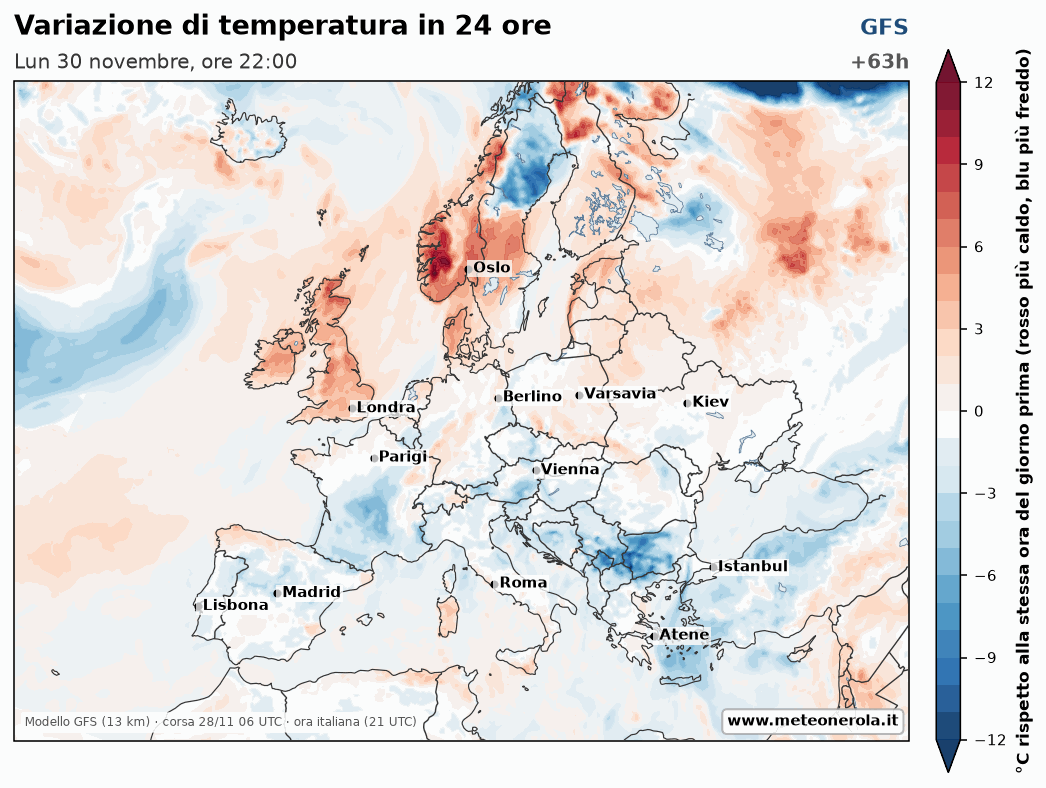 Variazione di temperatura in 24 ore
GFS
Lun 30 novembre, ore 22:00
+63h
Oslo
Londra
Berlino
Varsavia
Kiev
Parigi
Vienna
Istanbul
Roma
Madrid
Lisbona
Atene
Modello GFS (13 km) · corsa 28/11 06 UTC · ora italiana (21 UTC)
www.meteonerola.it
12
9
6
3
0
−3
−6
−9
−12
°C rispetto alla stessa ora del giorno prima (rosso più caldo, blu più freddo)